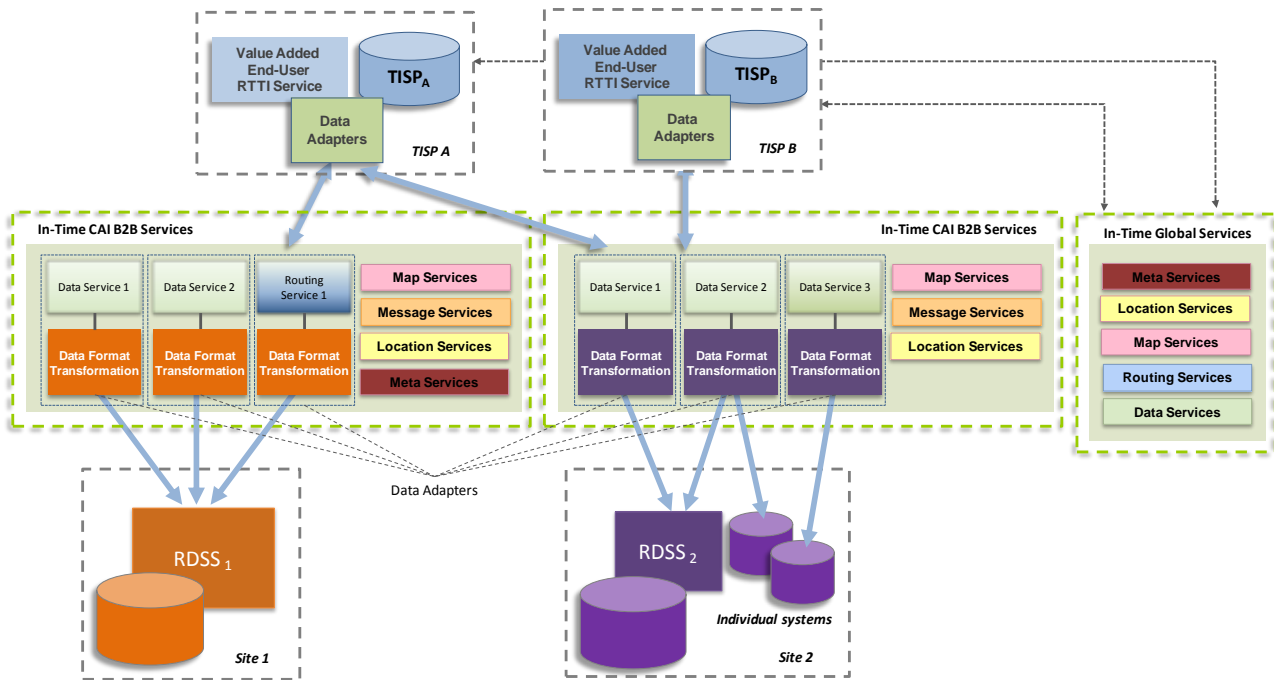 Value Added
End-User
RTTI Service
TISPA
Data
Adapters
TISP A
Value Added
End-User
RTTI Service
TISPB
Data
Adapters
TISP B
In-Time CAI B2B Services
Data Service 1
Data Service 2
Routing
Service 1
Data Format
Transformation
Data Format
Transformation
Data Format
Transformation
Map Services
Message Services
Location Services
Meta Services
In-Time CAI B2B Services
Data Service 1
Data Service 2
Data Service 3
Data Format
Transformation
Data Format
Transformation
Data Format
Transformation
Map Services
Message Services
Location Services
In-Time Global Services
Meta Services
Location Services
Map Services
Routing Services
Data Services
Data Adapters
RDSS 1
Site 1
RDSS 2
Individual systems
Site 2